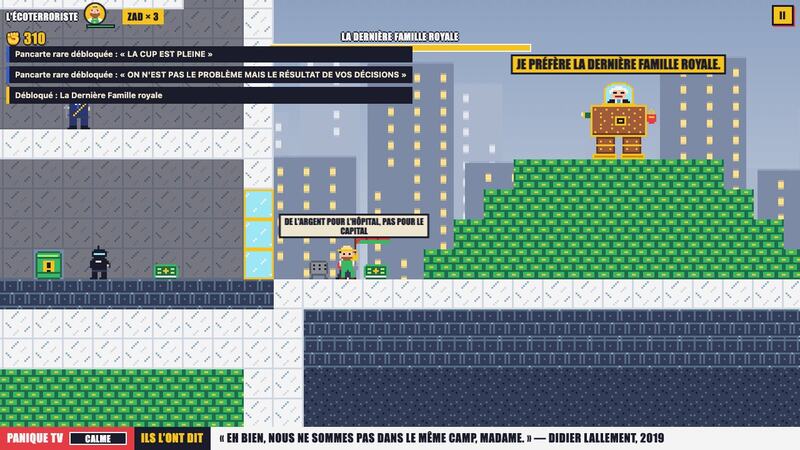 L'ÉCOTERRORISTE
ZAD × 3
310
LA DERNIÈRE FAMILLE ROYALE
Pancarte rare débloquée : « LA CUP EST PLEINE »
Pancarte rare débloquée : « ON N'EST PAS LE PROBLÈME MAIS LE RÉSULTAT DE VOS DÉCISIONS »
Débloqué : La Dernière Famille royale
JE PRÉFÈRE LA DERNIÈRE FAMILLE ROYALE.
DE L'ARGENT POUR L'HÔPITAL, PAS POUR LE
CAPITAL
PANIQUE TV
CALME
ILS L'ONT DIT
« EH BIEN, NOUS NE SOMMES PAS DANS LE MÊME CAMP, MADAME. » — DIDIER LALLEMENT, 2019